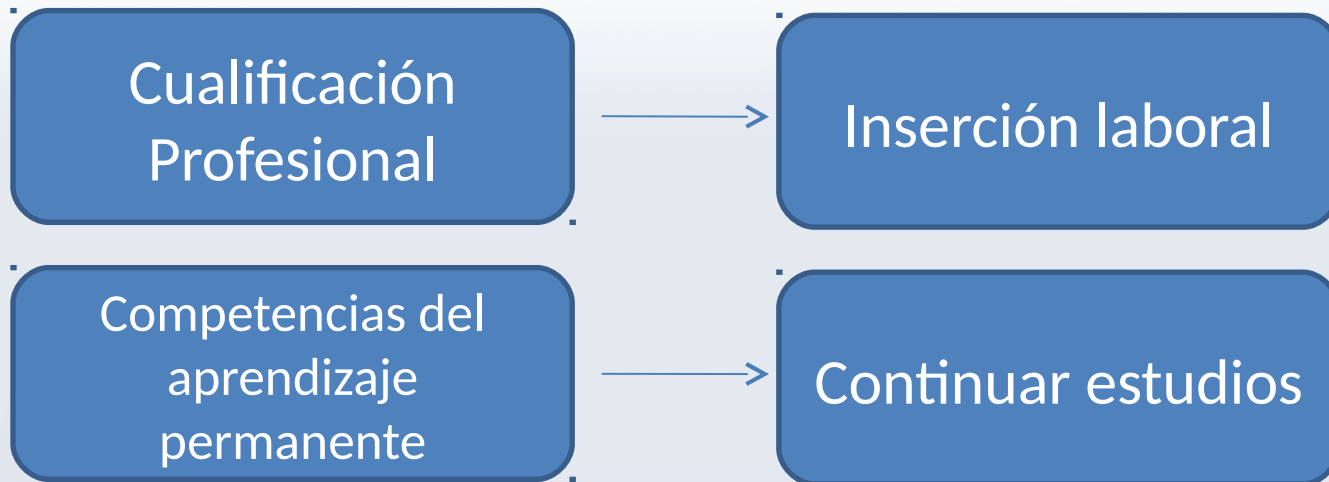 Cualificación
Profesional
Inserción laboral
Competencias del
aprendizaje
permanente
Continuar estudios